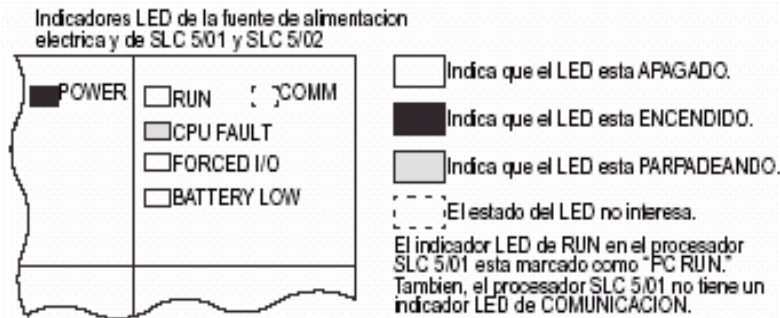 Indicadores LED de la fuente de alimentacion
electrica y de SLC 5/01 y SLC 5/02
POWER
RUN
COMM
CPU FAULT
FORCED I/O
BATTERY LOW
Indica que el LED esta APAGADO.
Indica que el LED esta ENCENDIDO.
Indica que el LED esta PARPADEANDO.
El estado del LED no interesa.
El indicador LED de RUN en el procesador
SLC 5/01 esta marcado como "PC RUN."
Tambien, el procesador SLC 5/01 no tiene un
indicador LED de COMUNICACION.